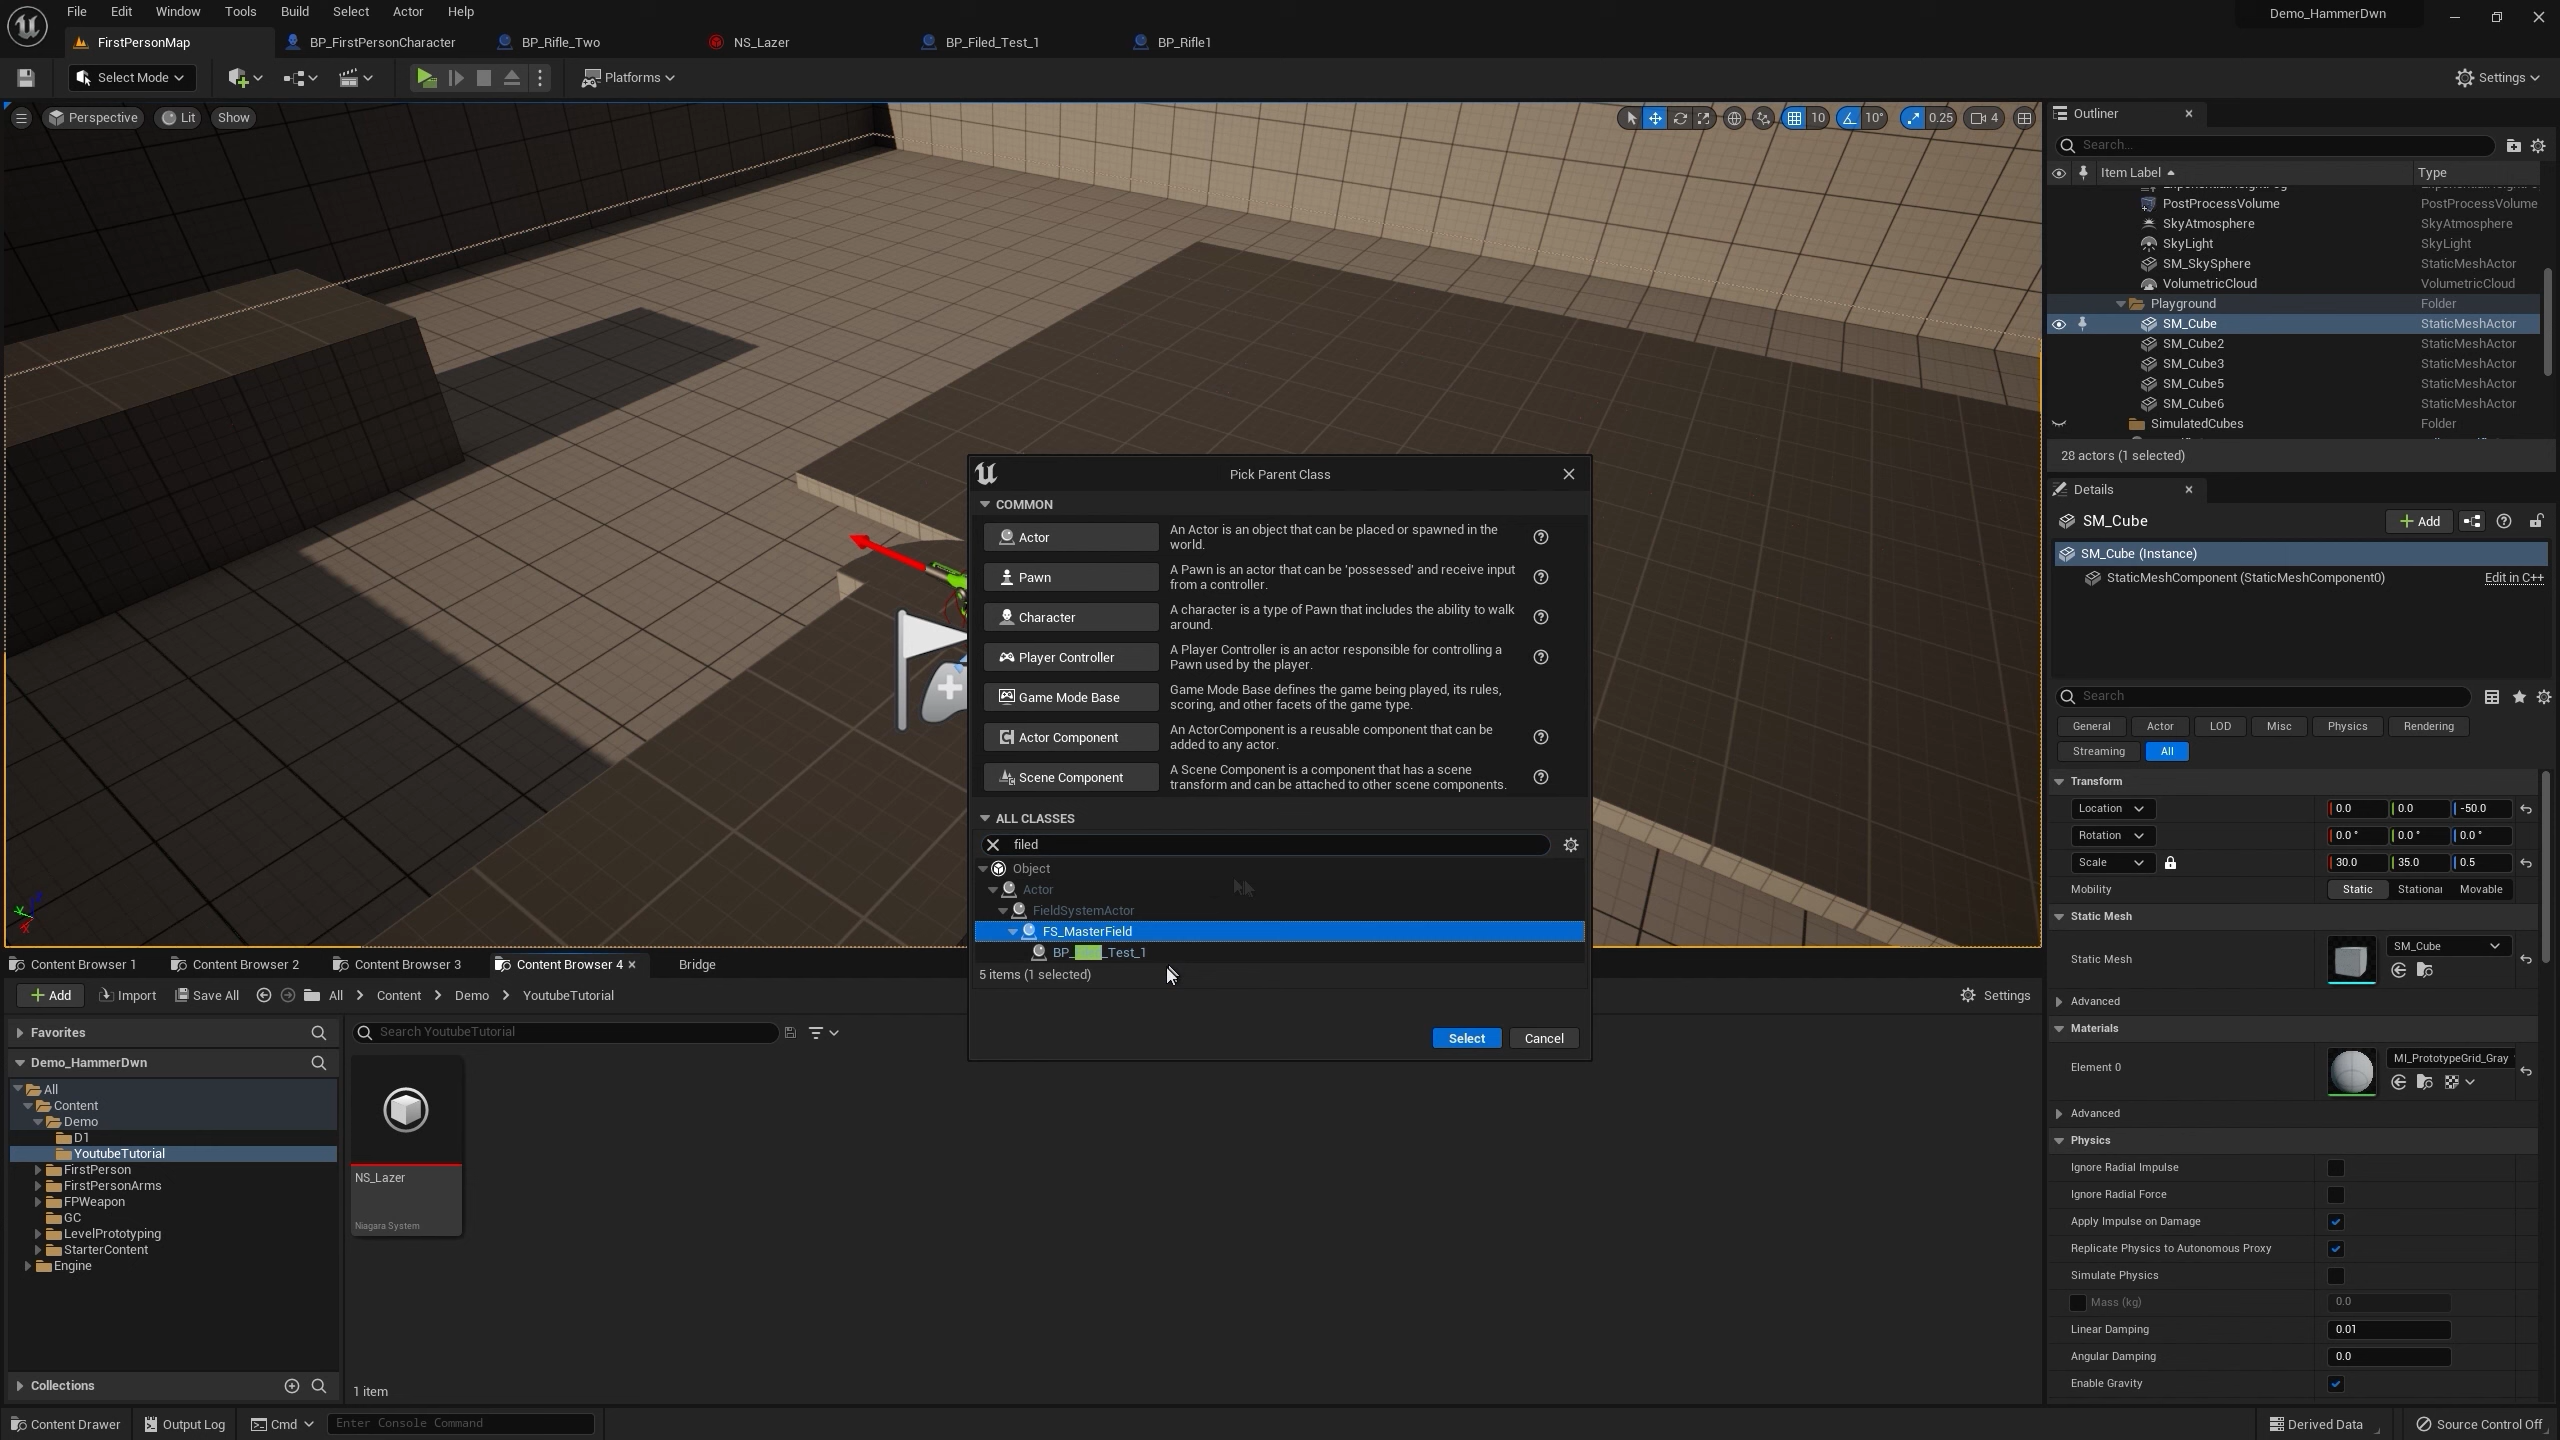 File Edit Window Tools Build Select Actor Help
Demo_HammerDwn
FirstPersonMap
BP_FirstPersonCharacter
BP_Rifle_Two
NS_Lazer
BP_Filed_Test_1
BP_Rifle1
Select Mode
Platforms
Settings
Perspective
Lit
Show
10
10°
0.25
4
Outliner
Search...
Item Label
Type
PostProcessVolume PostProcessVolume
SkyAtmosphere SkyAtmosphere
SkyLight SkyLight
SM_SkySphere StaticMeshActor
VolumetricCloud VolumetricCloud
Playground Folder
SM_Cube StaticMeshActor
SM_Cube2 StaticMeshActor
SM_Cube3 StaticMeshActor
SM_Cube5 StaticMeshActor
SM_Cube6 StaticMeshActor
SimulatedCubes Folder
28 actors (1 selected)
Details
SM_Cube
Add
SM_Cube (Instance)
StaticMeshComponent (StaticMeshComponent0) Edit in C++
Search
General Actor LOD Misc Physics Rendering
Streaming All
Transform
Location 0.0 0.0 -50.0
Rotation 0.0 ° 0.0 ° 0.0 °
Scale 30.0 35.0 0.5
Mobility Static Stationar Movable
Static Mesh
Static Mesh SM_Cube
Advanced
Materials
Element 0 MI_PrototypeGrid_Gray
Advanced
Physics
Ignore Radial Impulse
Ignore Radial Force
Apply Impulse on Damage
Replicate Physics to Autonomous Proxy
Simulate Physics
Mass (kg) 0.0
Linear Damping 0.01
Angular Damping 0.0
Enable Gravity
Pick Parent Class
COMMON
Actor
An Actor is an object that can be placed or spawned in the
world.
Pawn
A Pawn is an actor that can be 'possessed' and receive input
from a controller.
Character
A character is a type of Pawn that includes the ability to walk
around.
Player Controller
A Player Controller is an actor responsible for controlling a
Pawn used by the player.
Game Mode Base
Game Mode Base defines the game being played, its rules,
scoring, and other facets of the game type.
Actor Component
An ActorComponent is a reusable component that can be
added to any actor.
Scene Component
A Scene Component is a component that has a scene
transform and can be attached to other scene components.
ALL CLASSES
filed
Object
Actor
FieldSystemActor
FS_MasterField
BP_ _Test_1
5 items (1 selected)
Select
Cancel
Content Browser 1
Content Browser 2
Content Browser 3
Content Browser 4
Bridge
Add
Import
Save All
All
Content
Demo
YoutubeTutorial
Settings
Favorites
Search YoutubeTutorial
Demo_HammerDwn
All
Content
Demo
D1
YoutubeTutorial
FirstPerson
FirstPersonArms
FPWeapon
GC
LevelPrototyping
StarterContent
Engine
NS_Lazer
Niagara System
Collections
1 item
Content Drawer
Output Log
Cmd
Enter Console Command
Derived Data
Source Control Off